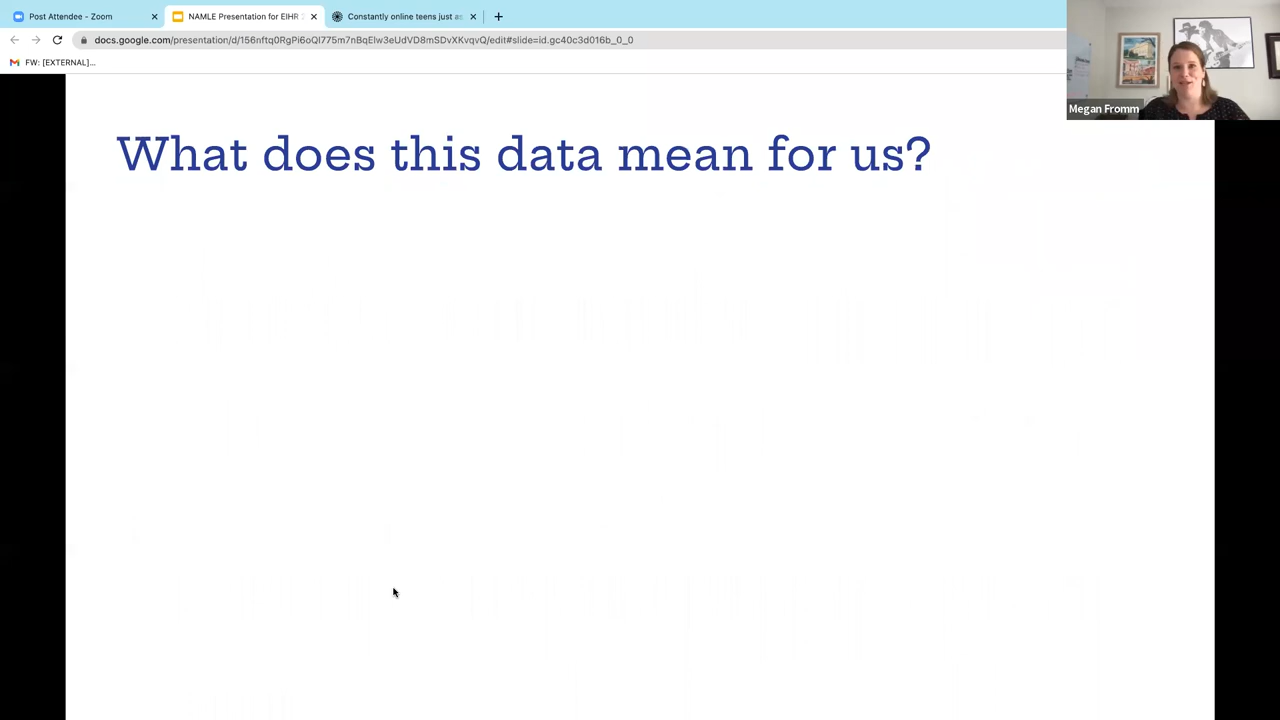 Post Attendee - Zoom
NAMLE Presentation for EIHR 2
Constantly online teens just as
docs.google.com/presentation/d/156nftq0RgPi6oQl775m7nBqElw3eUdVD8mSDvXKvqvQ/edit#slide=id.gc40c3d016b_0_0
FW: [EXTERNAL]...
Megan Fromm
What does this data mean for us?